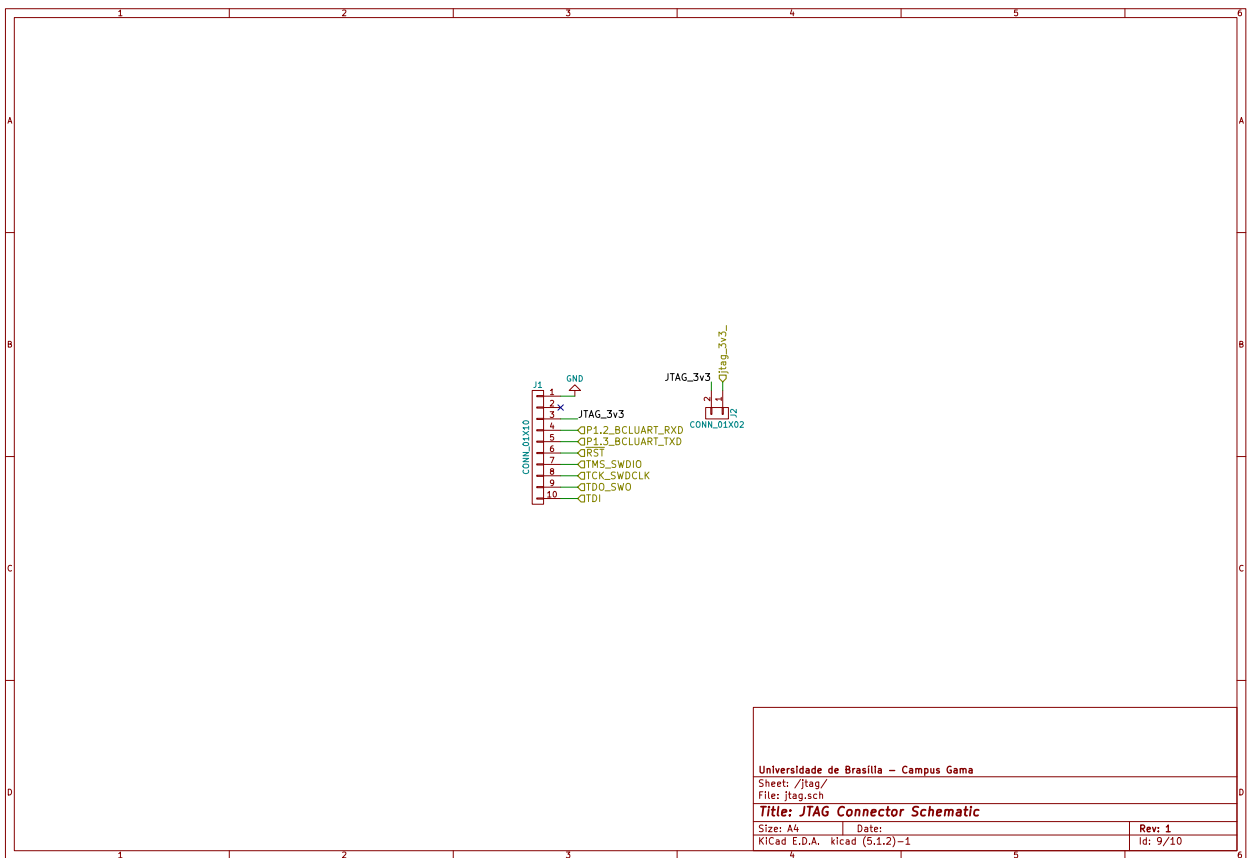 1 2 3 4 5 6
A A
jtag_3v3_
B B
JTAG_3v3
GND
J1
2 1
J2
CONN_01X02
CONN_01X10
1
2
3 JTAG_3v3
4 P1.2_BCLUART_RXD
5 P1.3_BCLUART_TXD
6 RST
7 TMS_SWDIO
8 TCK_SWDCLK
9 TDO_SWO
10 TDI
C C
Universidade de Brasília – Campus Gama
Sheet: /jtag/
File: jtag.sch
Title: JTAG Connector Schematic
Size: A4 Date: Rev: 1
KiCad E.D.A. kicad (5.1.2)-1 Id: 9/10
D D
1 2 3 4 5 6